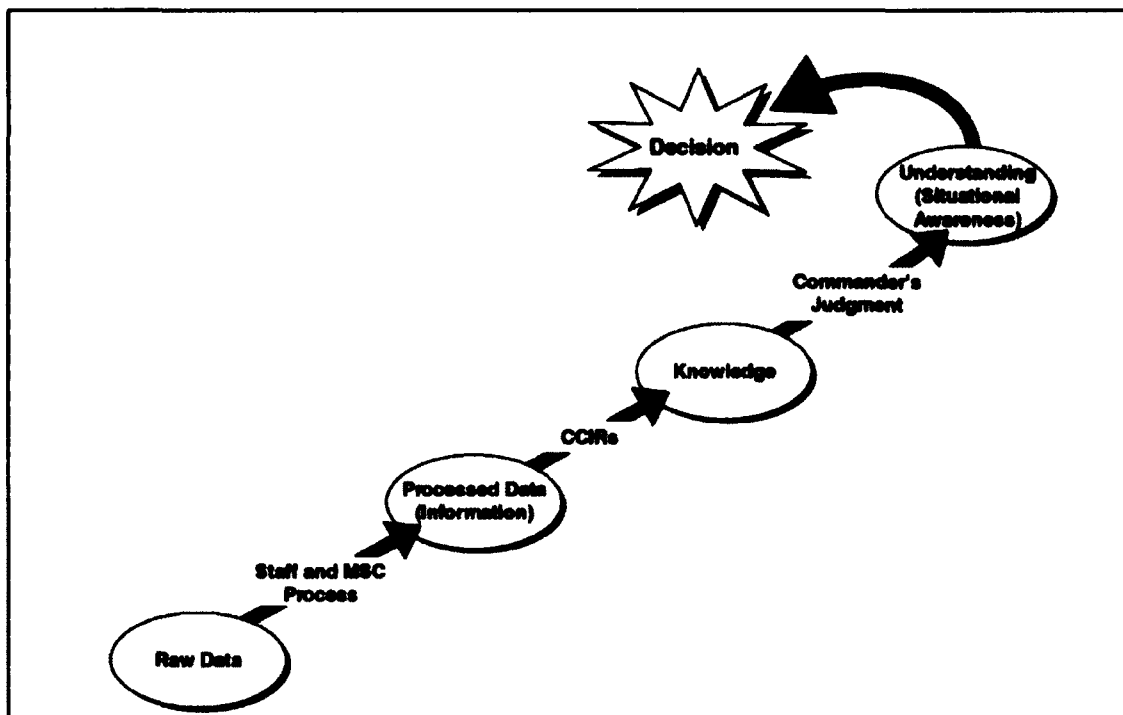 Decision
Understanding
(Situational
Awareness)
Commander's
Judgment
Knowledge
CCIRs
Processed Data
(Information)
Staff and MSC
Process
Raw Data